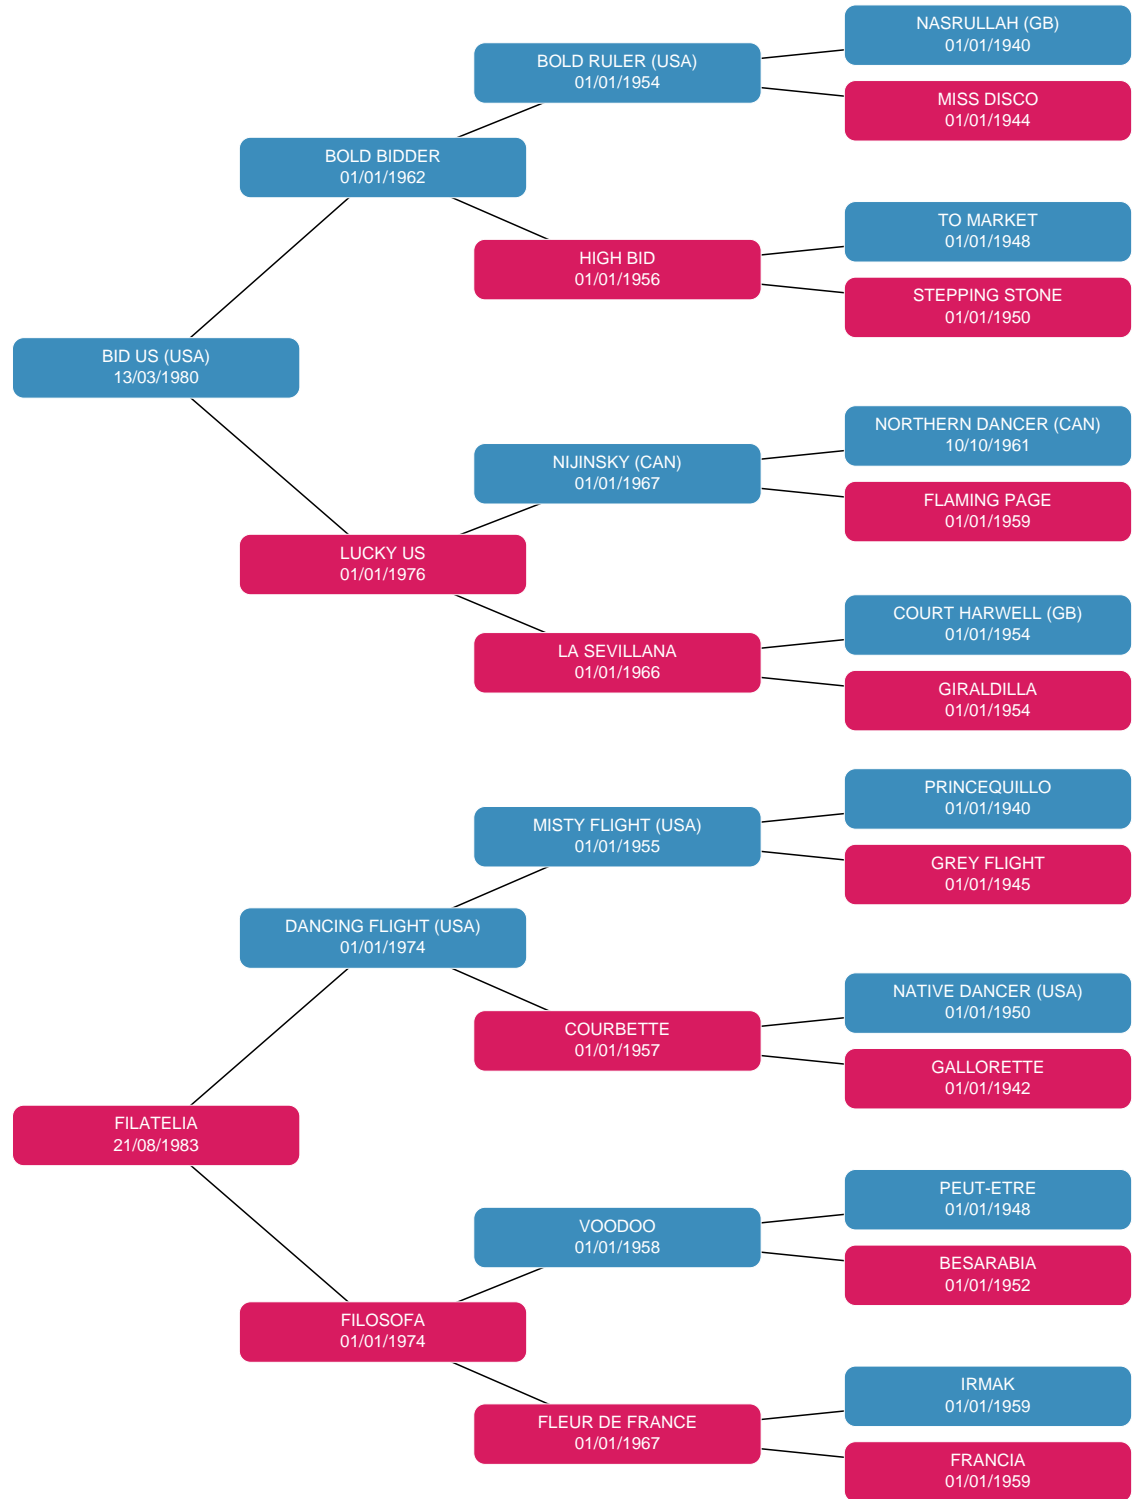 NASRULLAH (GB)
01/01/1940
BOLD RULER (USA)
01/01/1954
MISS DISCO
01/01/1944
BOLD BIDDER
01/01/1962
TO MARKET
01/01/1948
HIGH BID
01/01/1956
STEPPING STONE
01/01/1950
BID US (USA)
13/03/1980
NORTHERN DANCER (CAN)
10/10/1961
NIJINSKY (CAN)
01/01/1967
FLAMING PAGE
01/01/1959
LUCKY US
01/01/1976
COURT HARWELL (GB)
01/01/1954
LA SEVILLANA
01/01/1966
GIRALDILLA
01/01/1954
PRINCEQUILLO
01/01/1940
MISTY FLIGHT (USA)
01/01/1955
GREY FLIGHT
01/01/1945
DANCING FLIGHT (USA)
01/01/1974
NATIVE DANCER (USA)
01/01/1950
COURBETTE
01/01/1957
GALLORETTE
01/01/1942
FILATELIA
21/08/1983
PEUT-ETRE
01/01/1948
VOODOO
01/01/1958
BESARABIA
01/01/1952
FILOSOFA
01/01/1974
IRMAK
01/01/1959
FLEUR DE FRANCE
01/01/1967
FRANCIA
01/01/1959